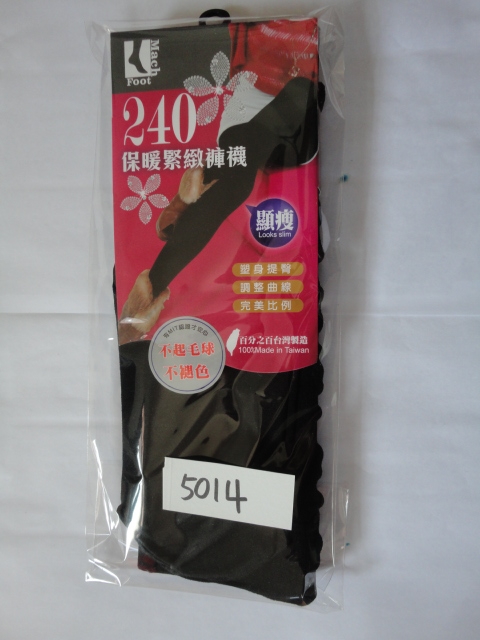 Mach
Foot
240
保暖緊緻褲襪
顯瘦
Looks slim
塑身提臀
調整曲線
完美比例
百分之百台灣製造
100%Made in Taiwan
不起毛球
不褪色
5014